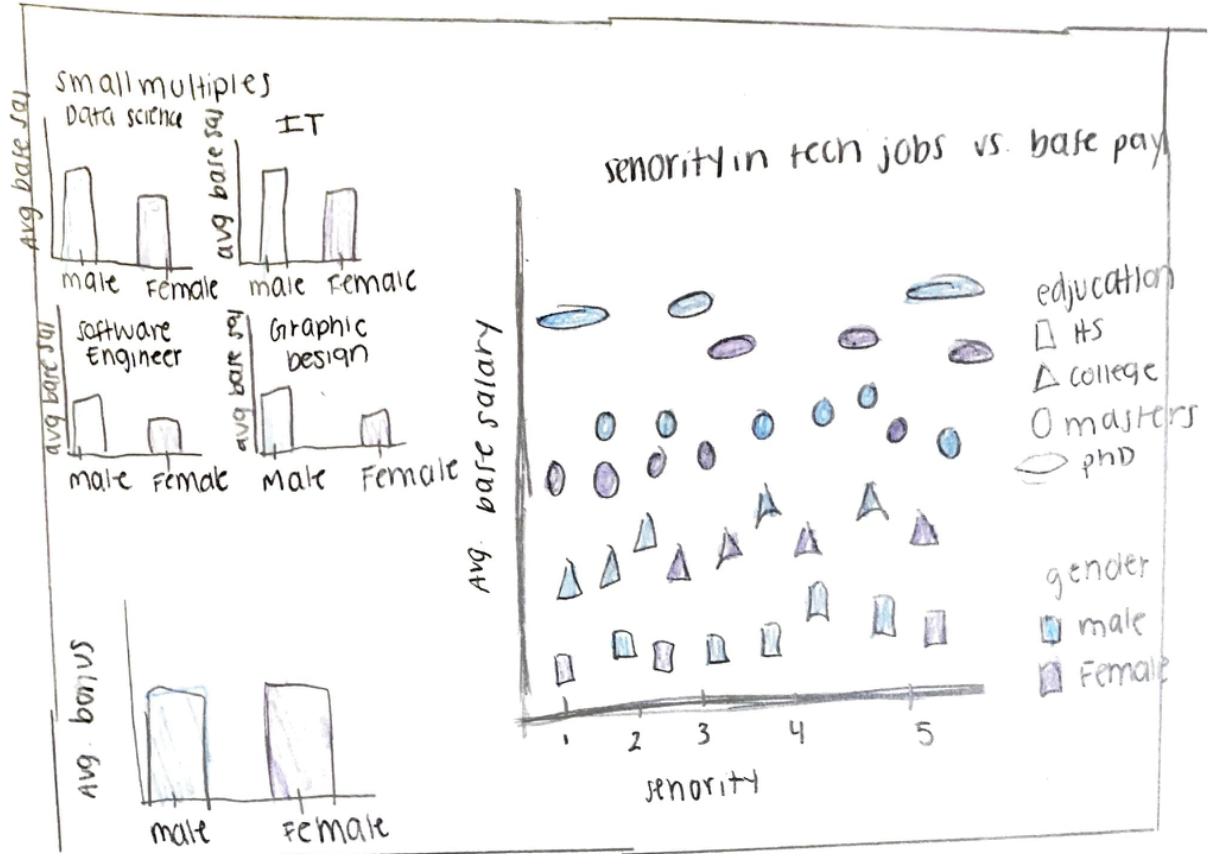 small multiples
Data science
Avg base sal
male Female
IT
avg base sal
male Female
Software
Engineer
avg base sal
male Female
Graphic
Design
avg base sal
Male Female
Avg. bonus
male Female
senority in tech jobs vs. base pay
Avg. base salary
1 2 3 4 5
senority
edjucation
HS
college
masters
phD
gender
male
Female